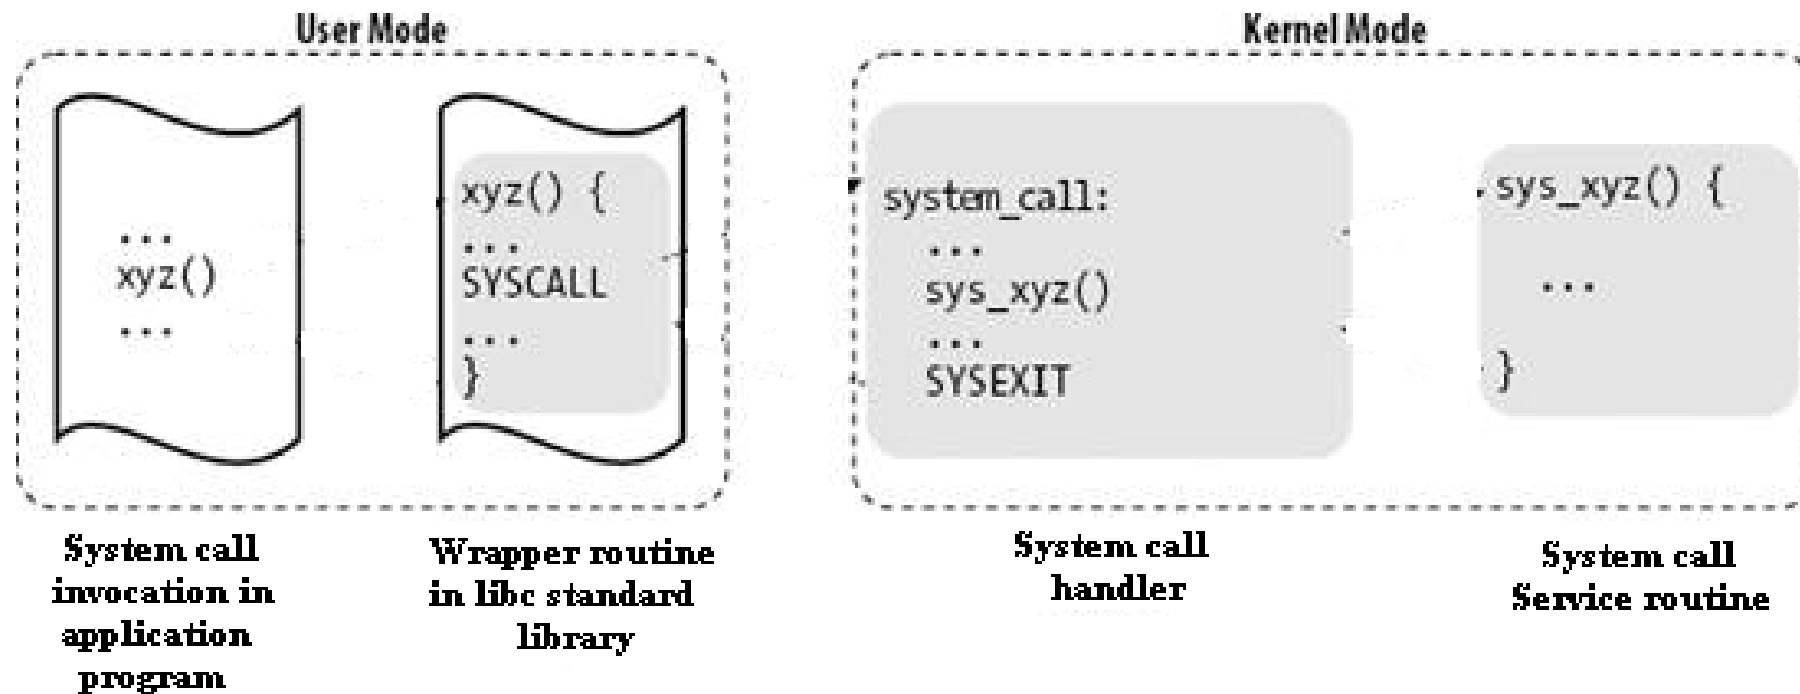 User Mode
Kernel Mode
...
xyz()
...
xyz() {
...
SYSCALL
...
}
system_call:
...
sys_xyz()
...
SYSEXIT
sys_xyz() {
...
}
System call
invocation in
application
program
Wrapper routine
in libc standard
library
System call
handler
System call
Service routine